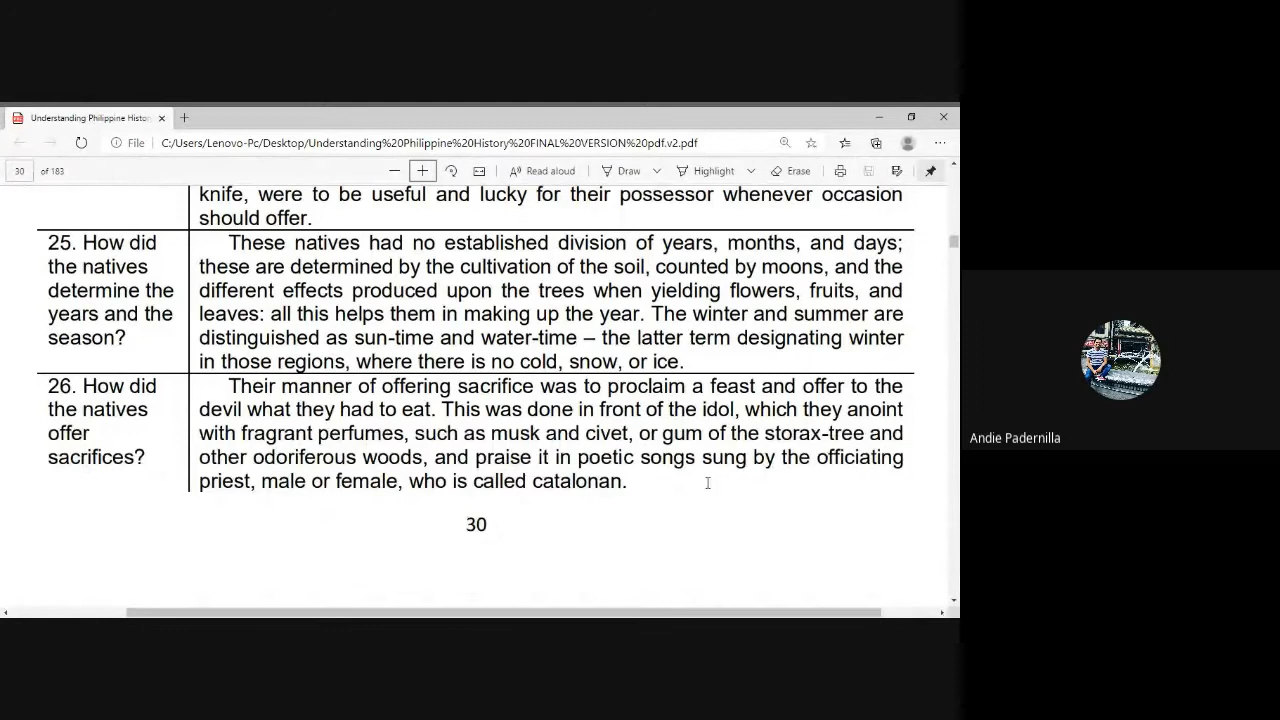 Understanding Philippine Histor
File
C:/Users/Lenovo-Pc/Desktop/Understanding%20Philippine%20History%20FINAL%20VERSION%20pdf.v2.pdf
30 of 183
Read aloud
Draw
Highlight
Erase
knife, were to be useful and lucky for their possessor whenever occasion
should offer.
25. How did
the natives
determine the
years and the
season?
These natives had no established division of years, months, and days;
these are determined by the cultivation of the soil, counted by moons, and the
different effects produced upon the trees when yielding flowers, fruits, and
leaves: all this helps them in making up the year. The winter and summer are
distinguished as sun-time and water-time – the latter term designating winter
in those regions, where there is no cold, snow, or ice.
26. How did
the natives
offer
sacrifices?
Their manner of offering sacrifice was to proclaim a feast and offer to the
devil what they had to eat. This was done in front of the idol, which they anoint
with fragrant perfumes, such as musk and civet, or gum of the storax-tree and
other odoriferous woods, and praise it in poetic songs sung by the officiating
priest, male or female, who is called catalonan.
30
Andie Padernilla